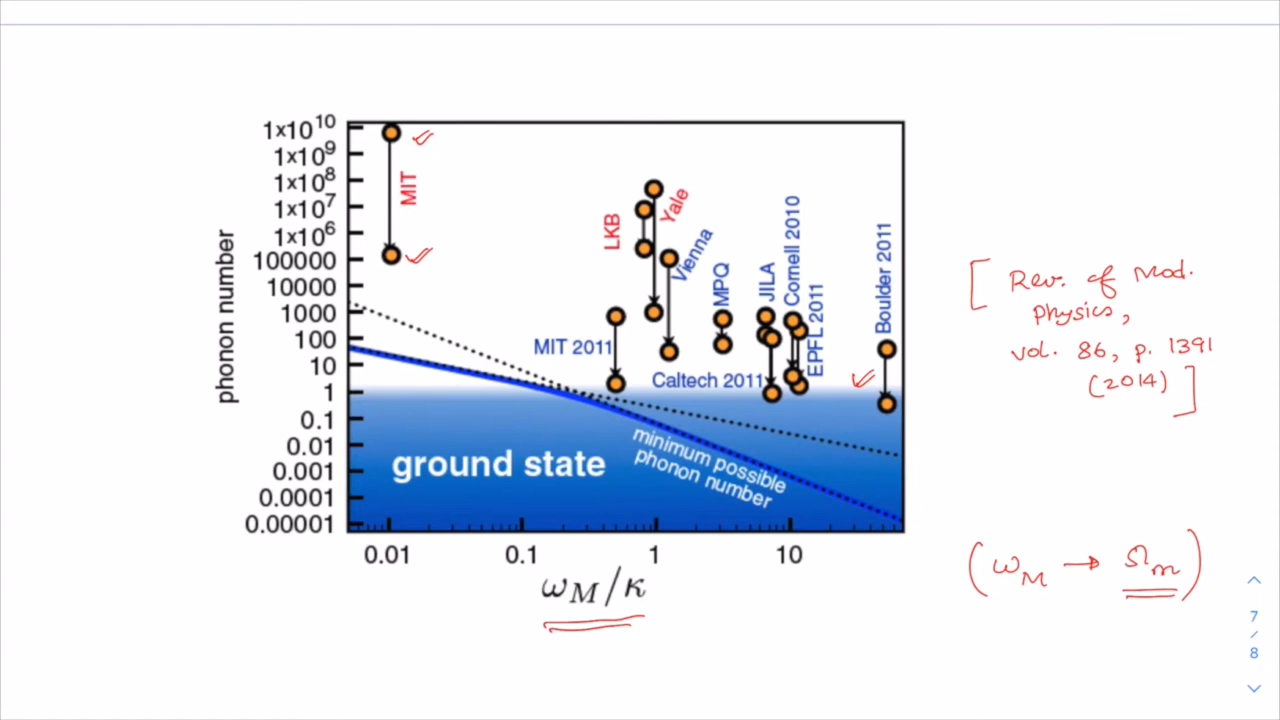 1x10^10
1x10^9
1x10^8
1x10^7
1x10^6
100000
10000
1000
100
10
1
0.1
0.01
0.001
0.0001
0.00001
phonon number
MIT
LKB
Yale
Vienna
MPQ
JILA
Cornell 2010
EPFL 2011
Boulder 2011
MIT 2011
Caltech 2011
ground state
minimum possible
phonon number
0.01 0.1 1 10
ω_M/κ
[ Rev. of Mod.
Physics,
vol. 86, p. 1391
(2014) ]
(ω_M → Ω_m)
7
/
8